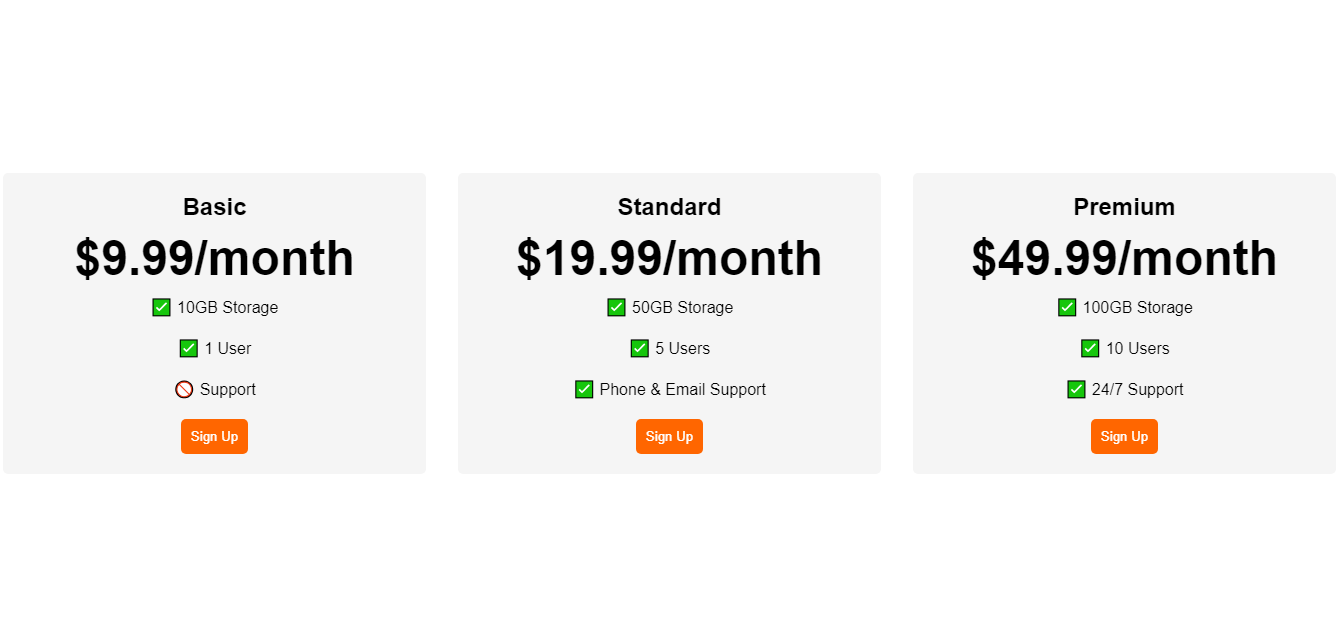 Basic
$9.99/month
✅ 10GB Storage
✅ 1 User
🚫 Support
Sign Up
Standard
$19.99/month
✅ 50GB Storage
✅ 5 Users
✅ Phone & Email Support
Sign Up
Premium
$49.99/month
✅ 100GB Storage
✅ 10 Users
✅ 24/7 Support
Sign Up